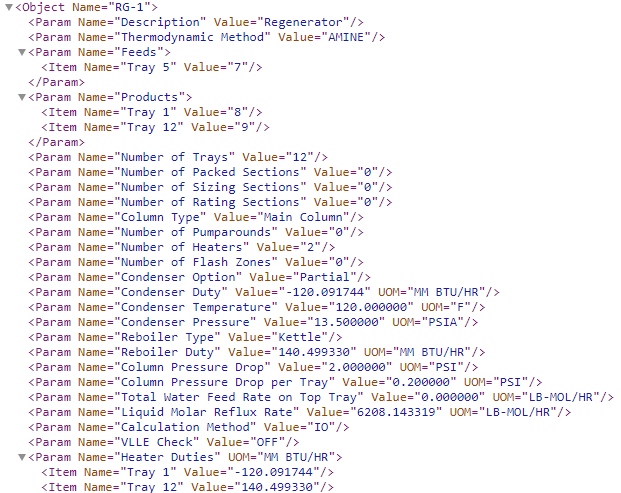 <Object Name="RG-1">
<Param Name="Description" Value="Regenerator"/>
<Param Name="Thermodynamic Method" Value="AMINE"/>
<Param Name="Feeds">
<Item Name="Tray 5" Value="7"/>
</Param>
<Param Name="Products">
<Item Name="Tray 1" Value="8"/>
<Item Name="Tray 12" Value="9"/>
</Param>
<Param Name="Number of Trays" Value="12"/>
<Param Name="Number of Packed Sections" Value="0"/>
<Param Name="Number of Sizing Sections" Value="0"/>
<Param Name="Number of Rating Sections" Value="0"/>
<Param Name="Column Type" Value="Main Column"/>
<Param Name="Number of Pumparounds" Value="0"/>
<Param Name="Number of Heaters" Value="2"/>
<Param Name="Number of Flash Zones" Value="0"/>
<Param Name="Condenser Option" Value="Partial"/>
<Param Name="Condenser Duty" Value="-120.091744" UOM="MM BTU/HR"/>
<Param Name="Condenser Temperature" Value="120.000000" UOM="F"/>
<Param Name="Condenser Pressure" Value="13.500000" UOM="PSIA"/>
<Param Name="Reboiler Type" Value="Kettle"/>
<Param Name="Reboiler Duty" Value="140.499330" UOM="MM BTU/HR"/>
<Param Name="Column Pressure Drop" Value="2.000000" UOM="PSI"/>
<Param Name="Column Pressure Drop per Tray" Value="0.200000" UOM="PSI"/>
<Param Name="Total Water Feed Rate on Top Tray" Value="0.000000" UOM="LB-MOL/HR"/>
<Param Name="Liquid Molar Reflux Rate" Value="6208.143319" UOM="LB-MOL/HR"/>
<Param Name="Calculation Method" Value="IO"/>
<Param Name="VLLE Check" Value="OFF"/>
<Param Name="Heater Duties" UOM="MM BTU/HR">
<Item Name="Tray 1" Value="-120.091744"/>
<Item Name="Tray 12" Value="140.499330"/>